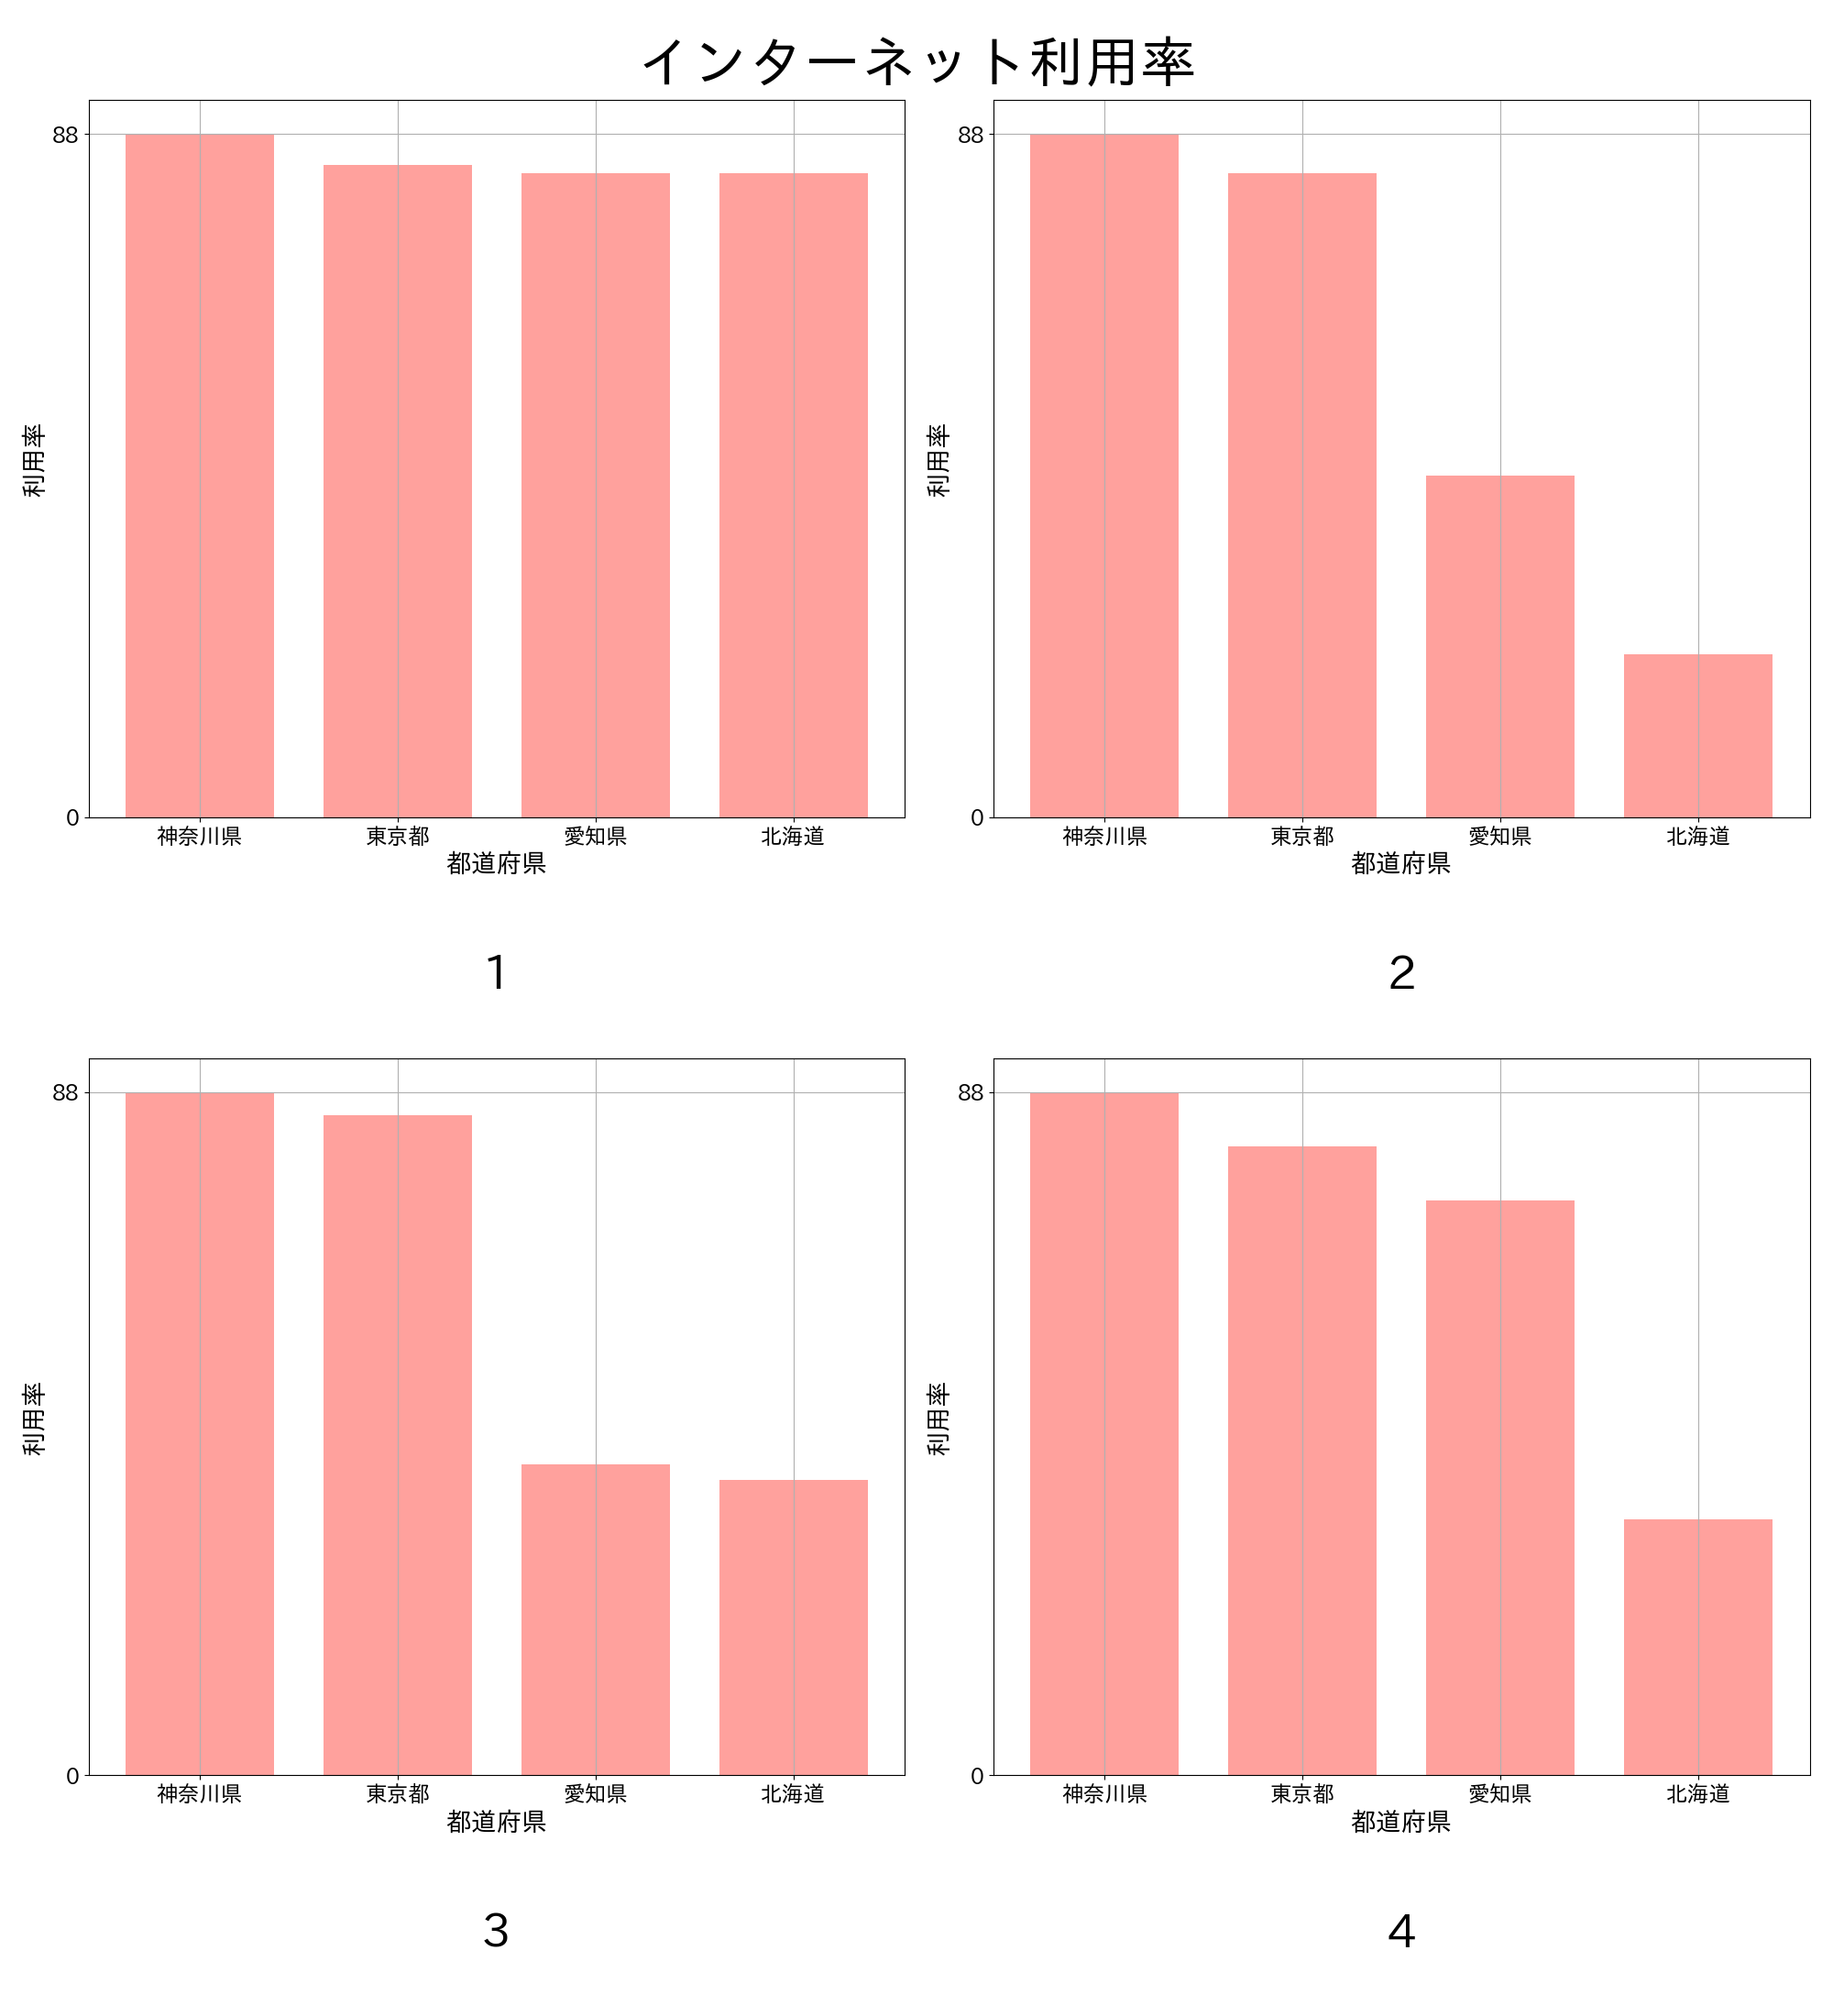 インターネット利用率
88
0
利用率
神奈川県 東京都 愛知県 北海道
都道府県
1
88
0
利用率
神奈川県 東京都 愛知県 北海道
都道府県
2
88
0
利用率
神奈川県 東京都 愛知県 北海道
都道府県
3
88
0
利用率
神奈川県 東京都 愛知県 北海道
都道府県
4